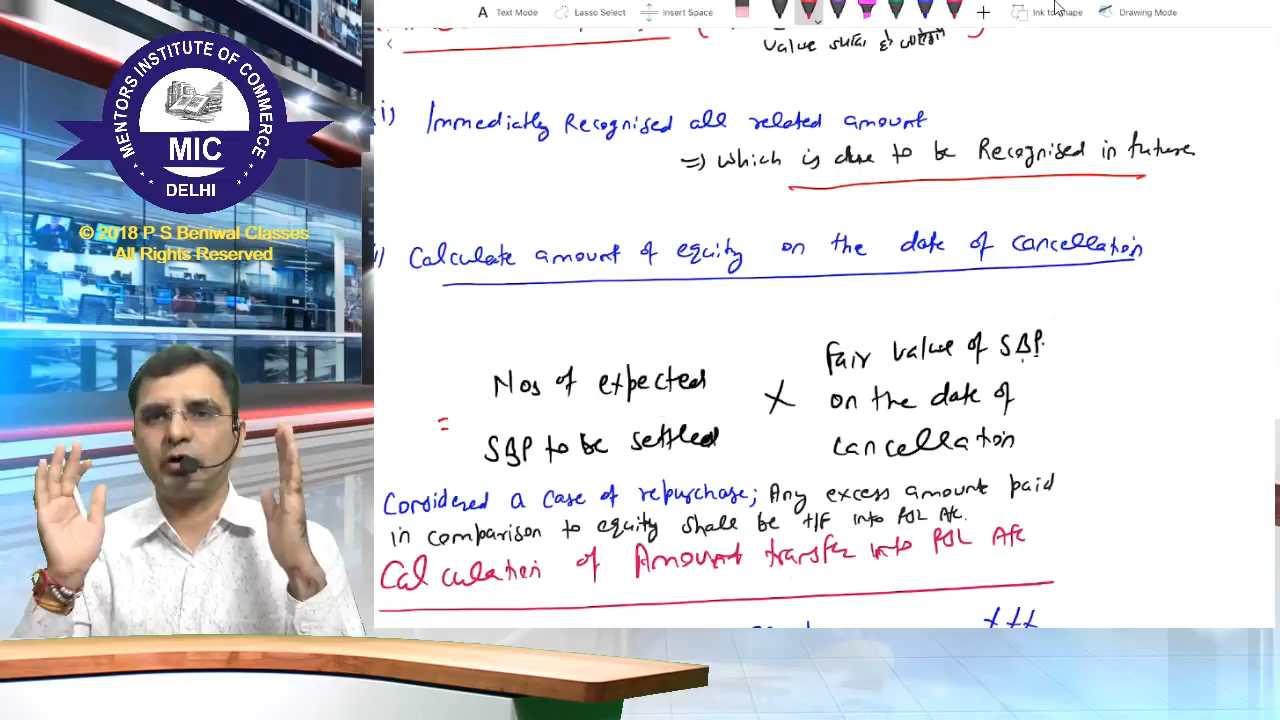 Text Mode Lasso Select Insert Space Ink to Shape Drawing Mode
value
MENTORS INSTITUTE OF COMMERCE
MIC
DELHI
© 2018 P S Beniwal Classes
All Rights Reserved
i) Immediatly Recognised all related amount
=> which is due to be Recognised in future
) Calculate amount of equity on the date of cancellation
= Nos of expected SBP to be settled X Fair value of SBP on the date of cancellation
Considered a case of repurchase; Any excess amount paid
in comparison to equity shall be t/f into P&L A/c.
Calculation of Amount transfer into P&L A/c
+++